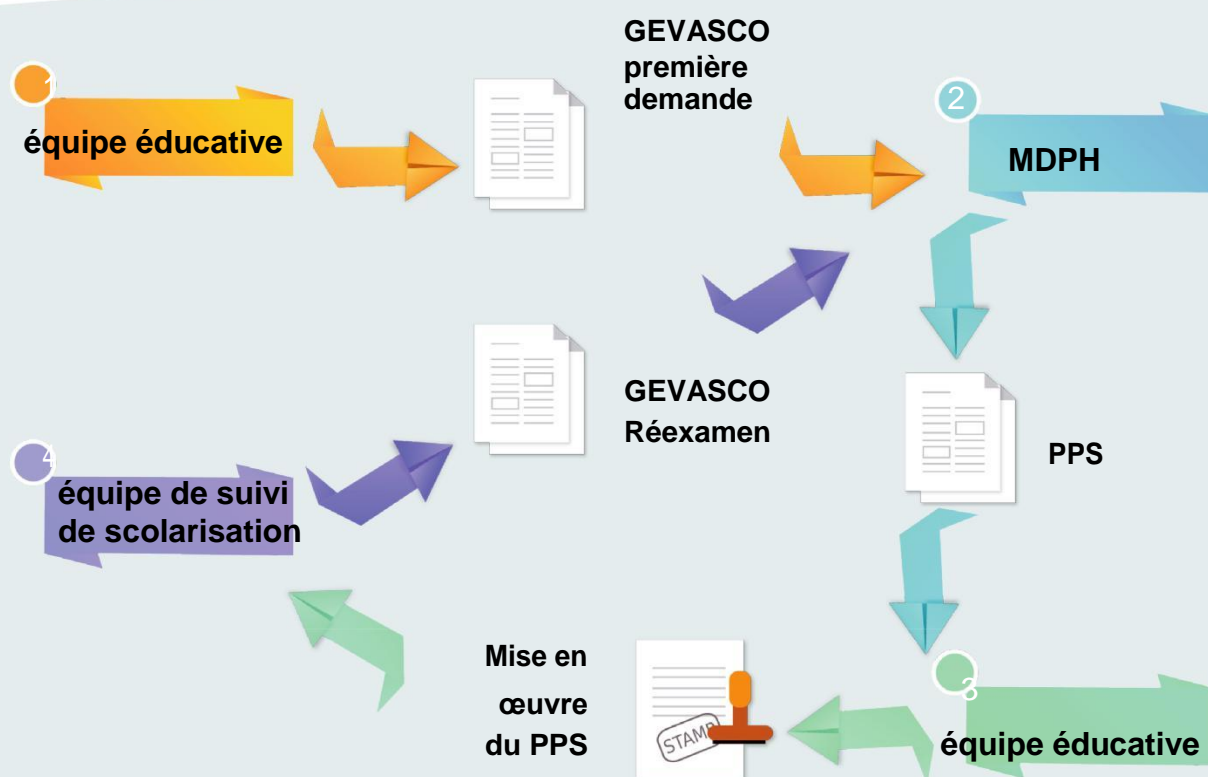 1
équipe éducative
GEVASCO
première
demande
2
MDPH
4
équipe de suivi
de scolarisation
GEVASCO
Réexamen
PPS
Mise en
œuvre
du PPS
STAMP
3
équipe éducative